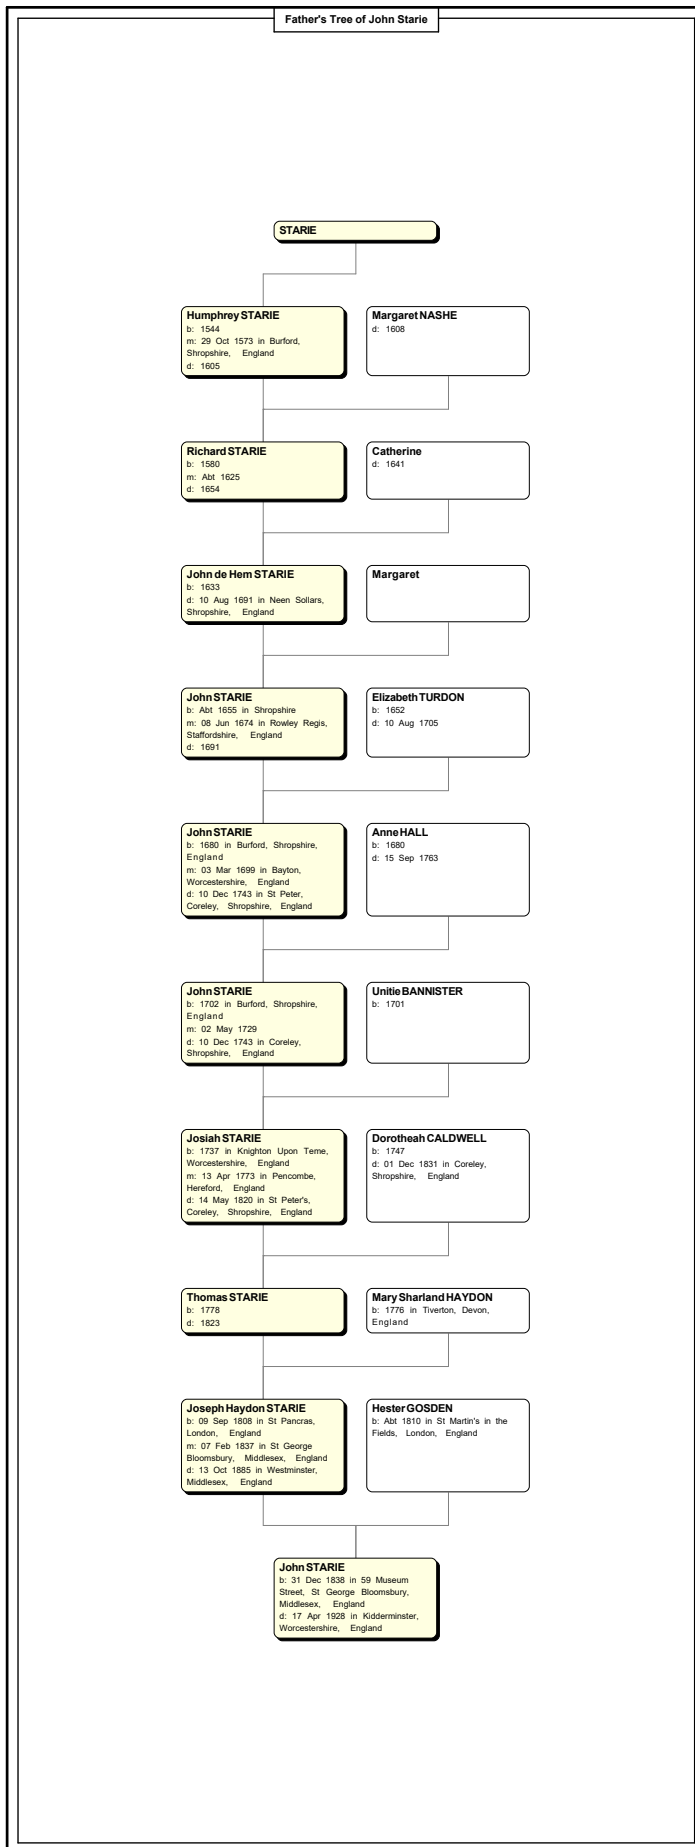 Father's Tree of John Starie
STARIE
Humphrey STARIE
b: 1544
m: 29 Oct 1573 in Burford,
Shropshire, England
d: 1605
Margaret NASHE
d: 1608
Richard STARIE
b: 1580
m: Abt 1625
d: 1654
Catherine
d: 1641
John de Hem STARIE
b: 1633
d: 10 Aug 1691 in Neen Sollars,
Shropshire, England
Margaret
John STARIE
b: Abt 1655 in Shropshire
m: 08 Jun 1674 in Rowley Regis,
Staffordshire, England
d: 1691
Elizabeth TURDON
b: 1652
d: 10 Aug 1705
John STARIE
b: 1680 in Burford, Shropshire,
England
m: 03 Mar 1699 in Bayton,
Worcestershire, England
d: 10 Dec 1743 in St Peter,
Coreley, Shropshire, England
Anne HALL
b: 1680
d: 15 Sep 1763
John STARIE
b: 1702 in Burford, Shropshire,
England
m: 02 May 1729
d: 10 Dec 1743 in Coreley,
Shropshire, England
Unitie BANNISTER
b: 1701
Josiah STARIE
b: 1737 in Knighton Upon Teme,
Worcestershire, England
m: 13 Apr 1773 in Pencombe,
Hereford, England
d: 14 May 1820 in St Peter's,
Coreley, Shropshire, England
Dorotheah CALDWELL
b: 1747
d: 01 Dec 1831 in Coreley,
Shropshire, England
Thomas STARIE
b: 1778
d: 1823
Mary Sharland HAYDON
b: 1776 in Tiverton, Devon,
England
Joseph Haydon STARIE
b: 09 Sep 1808 in St Pancras,
London, England
m: 07 Feb 1837 in St George
Bloomsbury, Middlesex, England
d: 13 Oct 1885 in Westminster,
Middlesex, England
Hester GOSDEN
b: Abt 1810 in St Martin's in the
Fields, London, England
John STARIE
b: 31 Dec 1838 in 59 Museum
Street, St George Bloomsbury,
Middlesex, England
d: 17 Apr 1928 in Kidderminster,
Worcestershire, England